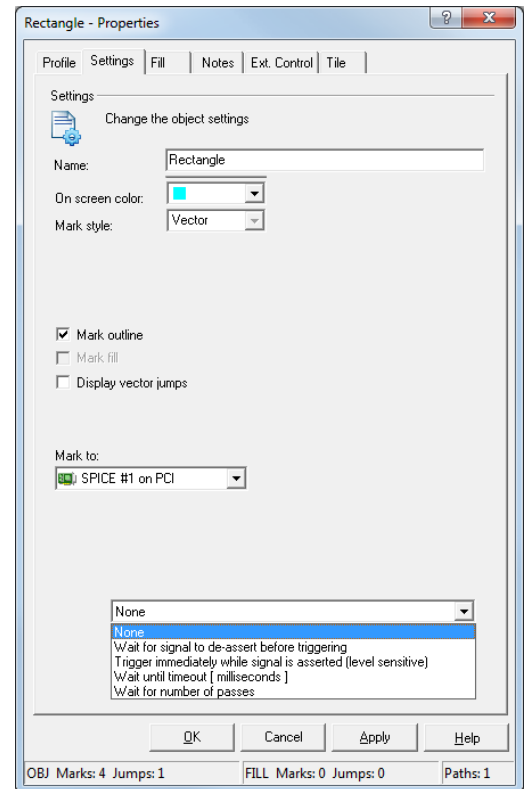 Rectangle - Properties
? X
Profile Settings Fill Notes Ext. Control Tile
Settings
Change the object settings
Name: Rectangle
On screen color:
Mark style: Vector
Mark outline
Mark fill
Display vector jumps
Mark to:
SPICE #1 on PCI
None
None
Wait for signal to de-assert before triggering
Trigger immediately while signal is asserted (level sensitive)
Wait until timeout [ milliseconds ]
Wait for number of passes
OK Cancel Apply Help
OBJ Marks: 4 Jumps: 1 FILL Marks: 0 Jumps: 0 Paths: 1